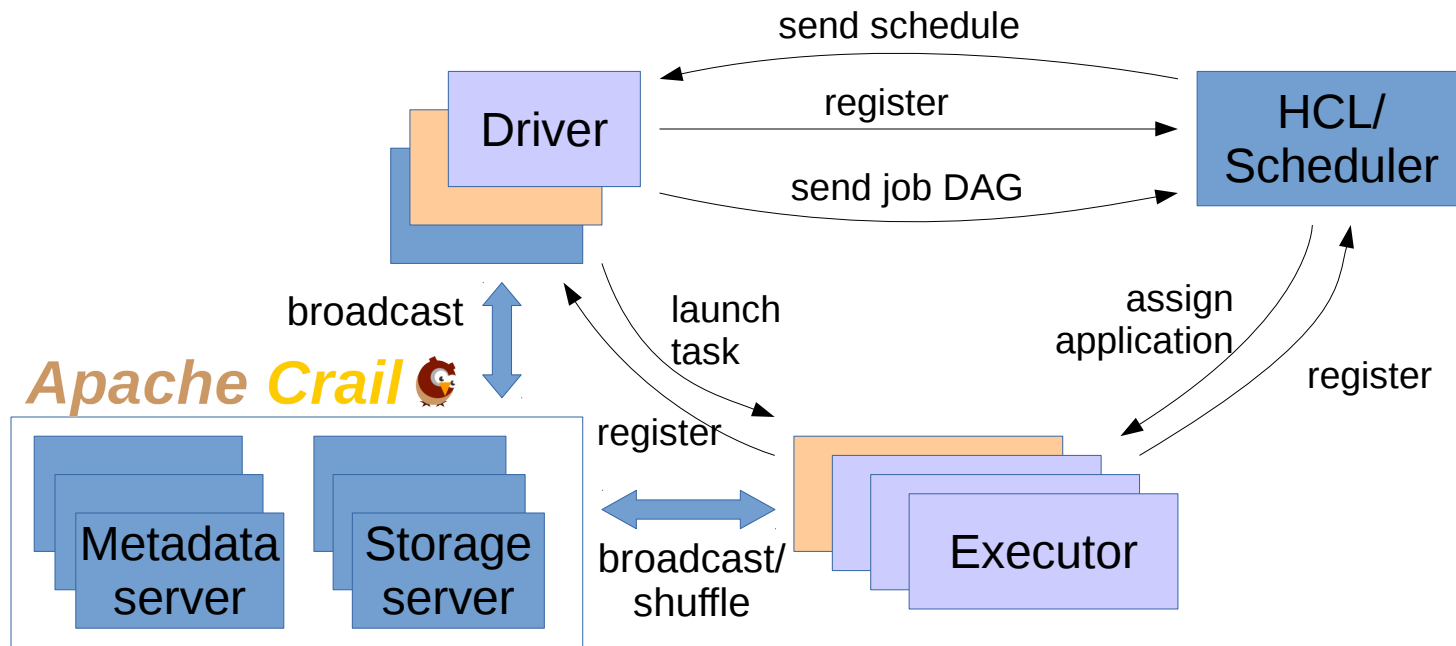 send schedule
Driver
register
HCL/
Scheduler
send job DAG
broadcast
launch
task
assign
application
register
Apache Crail
register
Metadata
server
Storage
server
broadcast/
shuffle
Executor